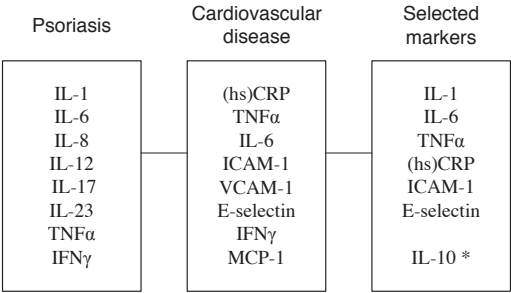 Psoriasis
IL-1
IL-6
IL-8
IL-12
IL-17
IL-23
TNFα
IFNγ
Cardiovascular
disease
(hs)CRP
TNFα
IL-6
ICAM-1
VCAM-1
E-selectin
IFNγ
MCP-1
Selected
markers
IL-1
IL-6
TNFα
(hs)CRP
ICAM-1
E-selectin
IL-10 *